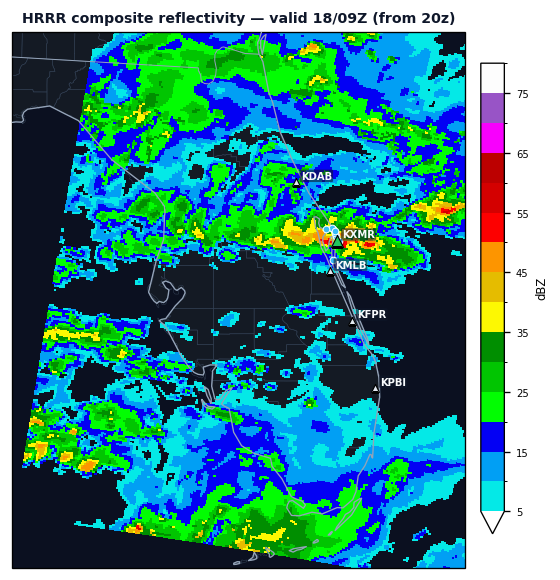 HRRR composite reflectivity — valid 18/09Z (from 20z)
KDAB
KXMR
KMLB
KFPR
KPBI
75
65
55
45
35
25
15
5
dBZ